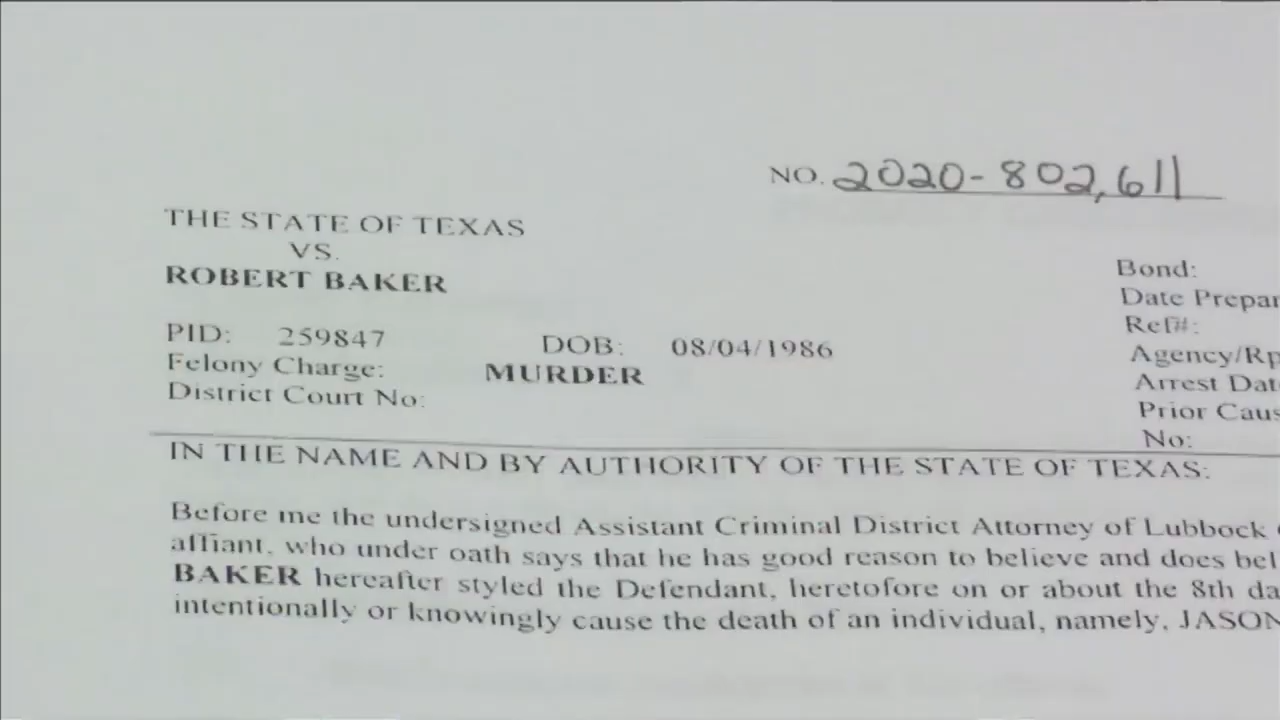 NO. 2020-802,611
THE STATE OF TEXAS
VS.
ROBERT BAKER
PID: 259847 DOB: 08/04/1986
Felony Charge: MURDER
District Court No:
Bond:
Date Prepar
Ref#:
Agency/Rp
Arrest Dat
Prior Caus
No:
IN THE NAME AND BY AUTHORITY OF THE STATE OF TEXAS:
Before me the undersigned Assistant Criminal District Attorney of Lubbock
affiant, who under oath says that he has good reason to believe and does bel
BAKER hereafter styled the Defendant, heretofore on or about the 8th da
intentionally or knowingly cause the death of an individual, namely, JASON